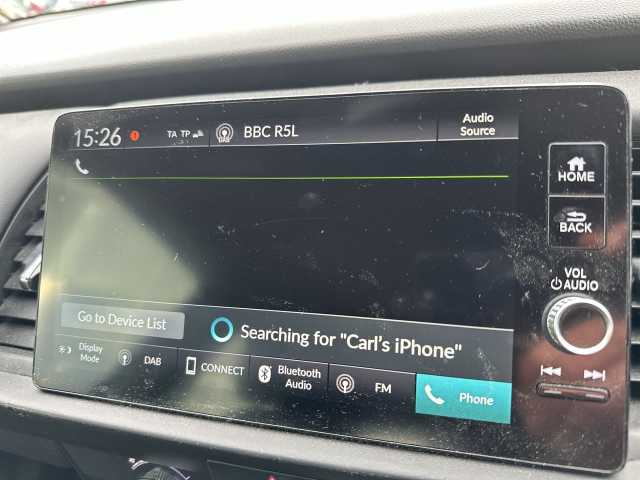 15:26 TA TP DAB BBC R5L Audio Source
HOME
BACK
VOL
AUDIO
Go to Device List
Searching for "Carl's iPhone"
Display Mode
DAB
CONNECT
Bluetooth Audio
FM
Phone